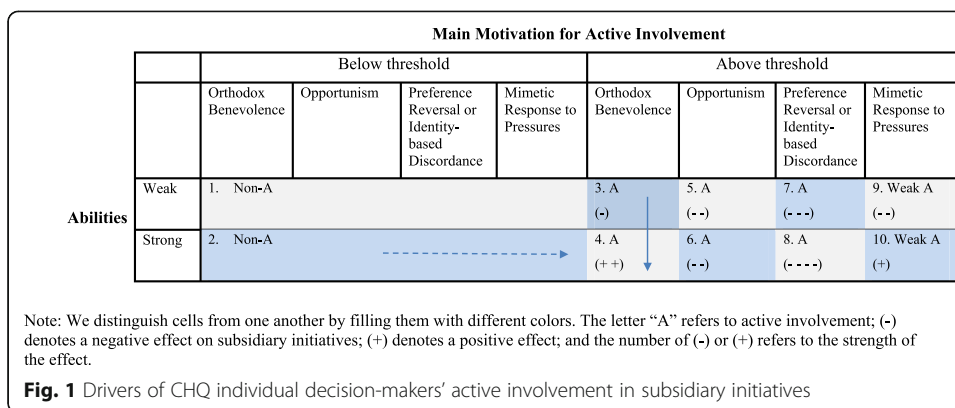 Main Motivation for Active Involvement
Below threshold Above threshold
Orthodox Benevolence Opportunism Preference Reversal or Identity-based Discordance Mimetic Response to Pressures Orthodox Benevolence Opportunism Preference Reversal or Identity-based Discordance Mimetic Response to Pressures
Abilities
Weak 1. Non-A 3. A 5. A 7. A 9. Weak A
(-) (--) (---) (--)
Strong 2. Non-A 4. A 6. A 8. A 10. Weak A
(++) (--) (----) (+)
Note: We distinguish cells from one another by filling them with different colors. The letter “A” refers to active involvement; (-)
denotes a negative effect on subsidiary initiatives; (+) denotes a positive effect; and the number of (-) or (+) refers to the strength of
the effect.
Fig. 1 Drivers of CHQ individual decision-makers’ active involvement in subsidiary initiatives